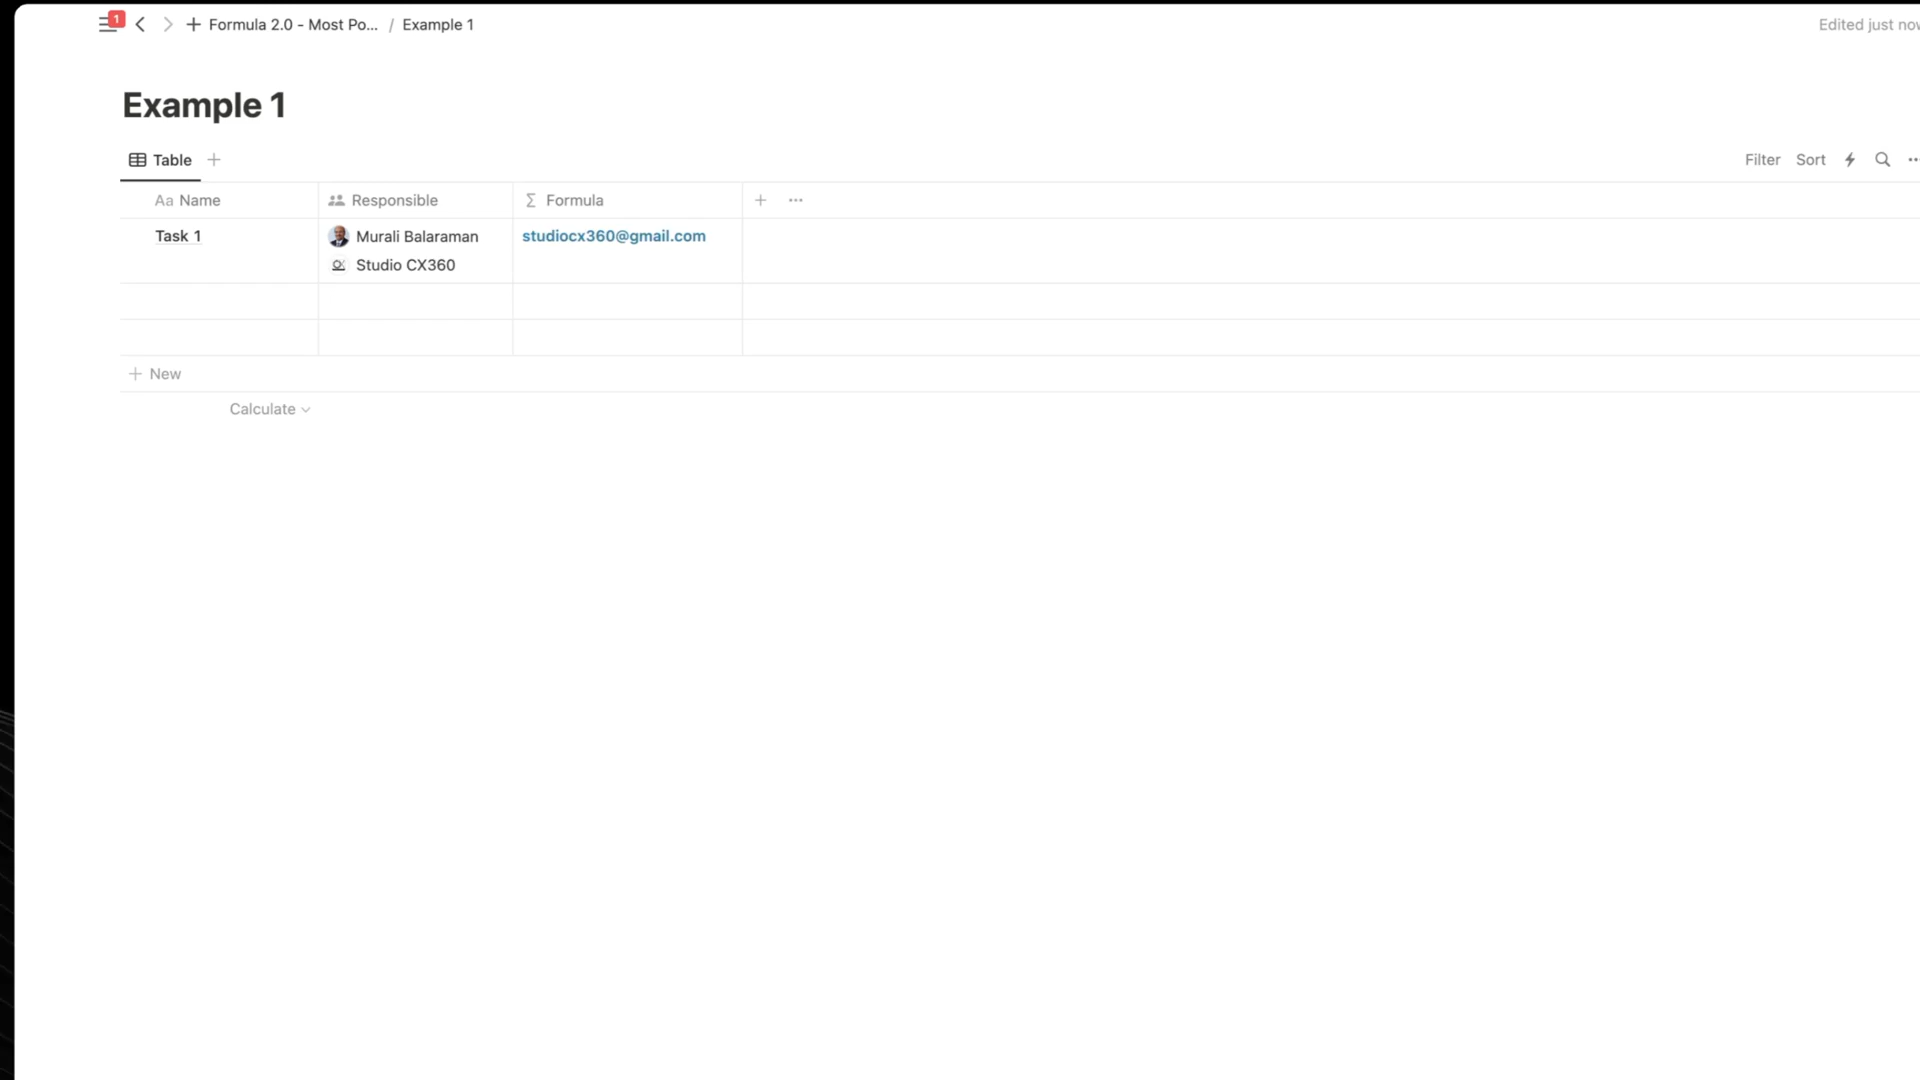 1
Formula 2.0 - Most Po... / Example 1
Edited just now
Example 1
Table
Filter Sort
Aa Name Responsible Formula
Task 1 Murali Balaraman studiocx360@gmail.com
Studio CX360
New
Calculate